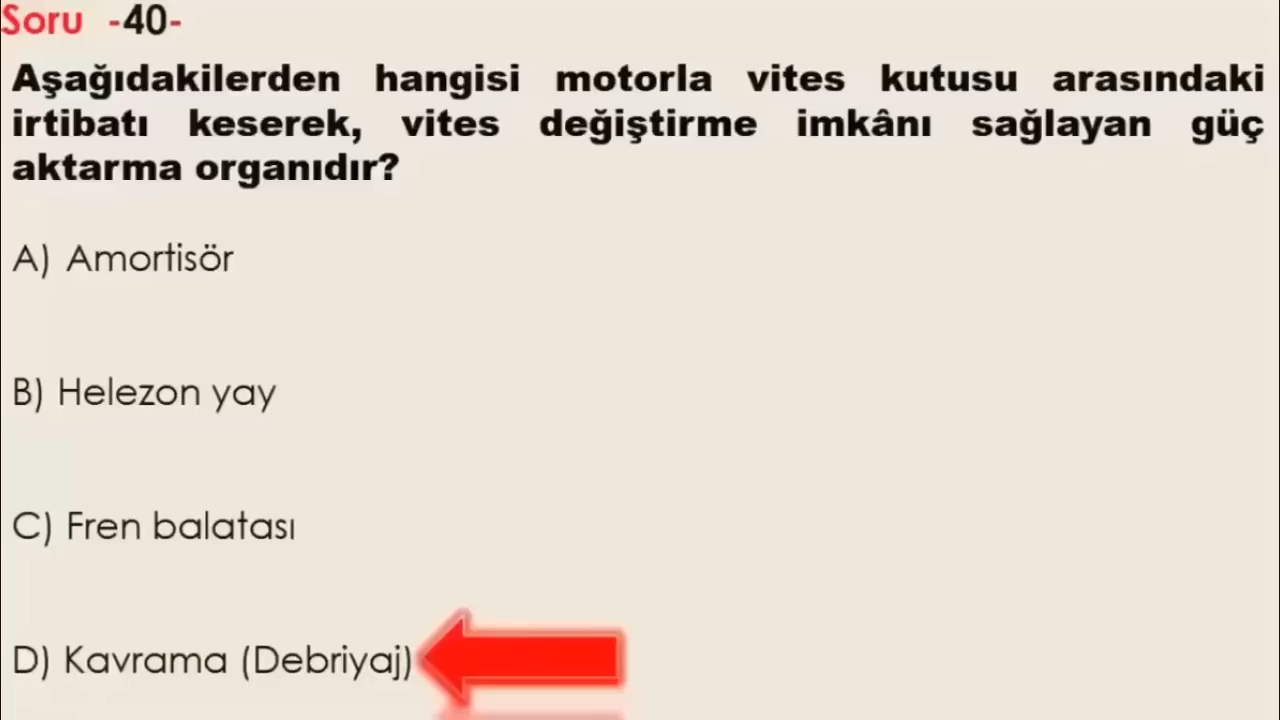 Soru -40-
Aşağıdakilerden hangisi motorla vites kutusu arasındaki
irtibatı keserek, vites değiştirme imkânı sağlayan güç
aktarma organıdır?
A) Amortisör
B) Helezon yay
C) Fren balatası
D) Kavrama (Debriyaj)